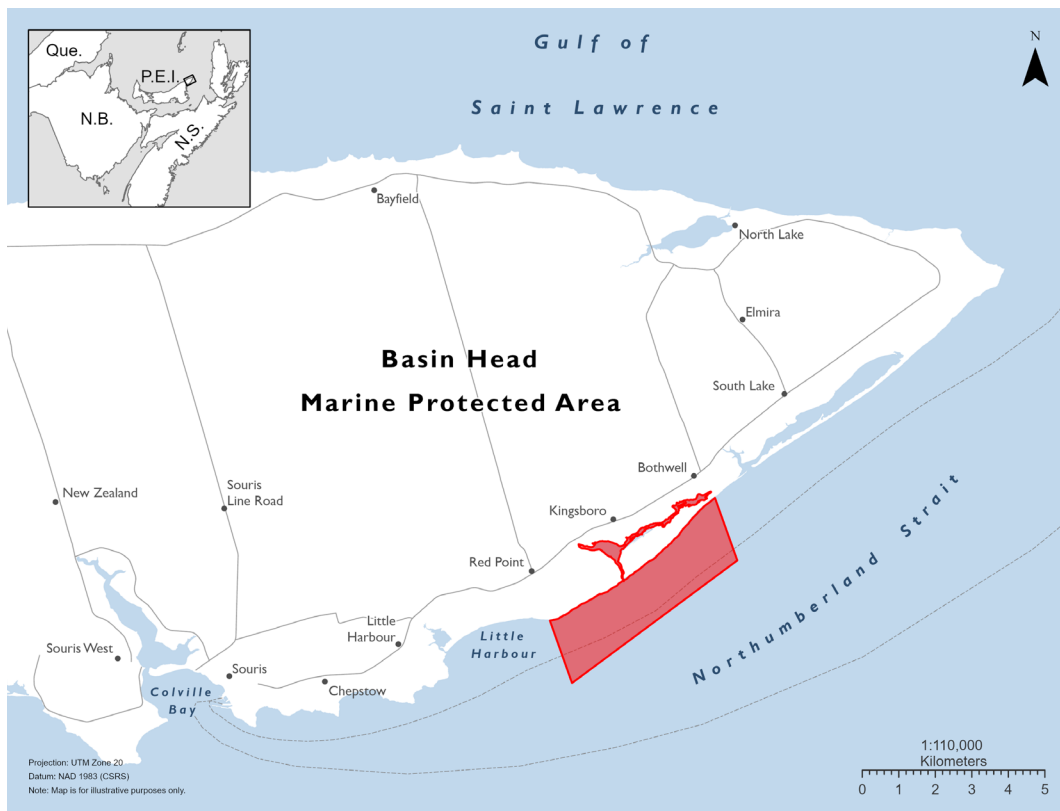 Gulf of
Saint Lawrence
N
Que.
P.E.I.
N.B.
N.S.
Bayfield
North Lake
Elmira
Basin Head
Marine Protected Area
South Lake
Bothwell
New Zealand
Souris
Line Road
Kingsboro
Red Point
Northumberland Strait
Little
Harbour
Little
Harbour
Souris West
Souris
Chepstow
Colville
Bay
1:110,000
Kilometers
0 1 2 3 4 5
Projection: UTM Zone 20
Datum: NAD 1983 (CSRS)
Note: Map is for illustrative purposes only.